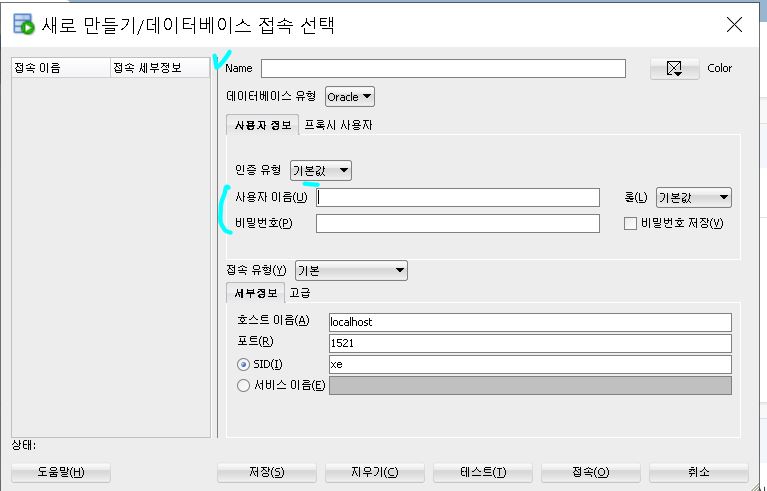 새로 만들기/데이터베이스 접속 선택
접속 이름 접속 세부정보
Name Color
데이터베이스 유형 Oracle
사용자 정보 프록시 사용자
인증 유형 기본값
사용자 이름(U) 롤(L) 기본값
비밀번호(P) 비밀번호 저장(V)
접속 유형(Y) 기본
세부정보 고급
호스트 이름(A) localhost
포트(R) 1521
SID(I) xe
서비스 이름(E)
상태:
도움말(H) 저장(S) 지우기(C) 테스트(T) 접속(O) 취소